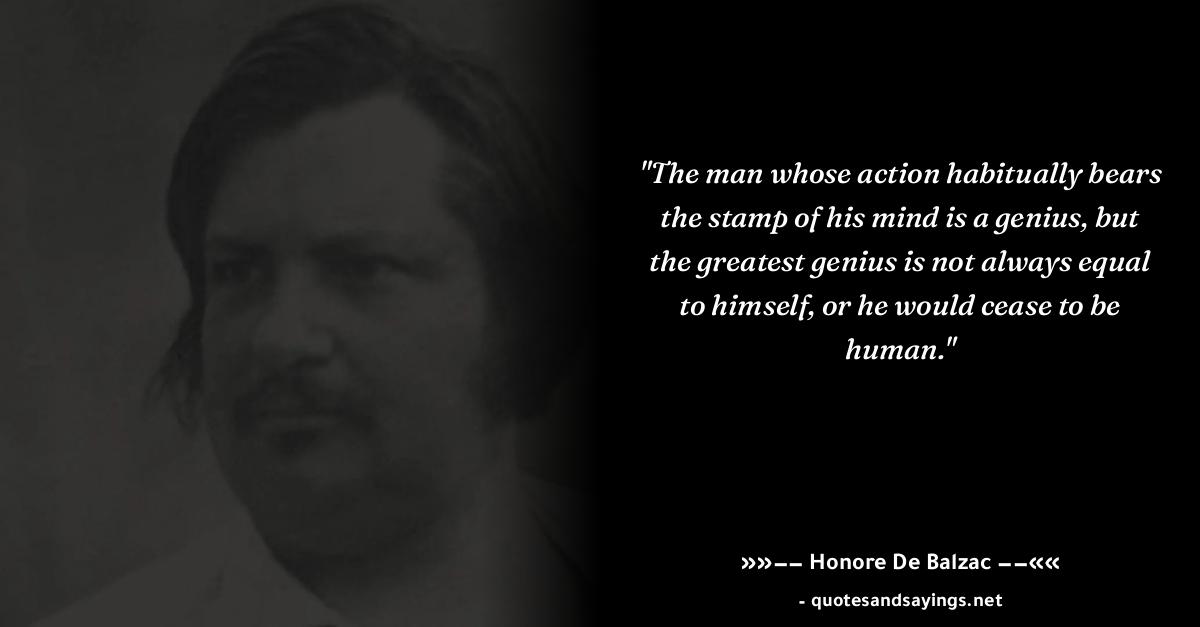 "The man whose action habitually bears
the stamp of his mind is a genius, but
the greatest genius is not always equal
to himself, or he would cease to be
human."
»»–– Honore De Balzac ––««
- quotesandsayings.net